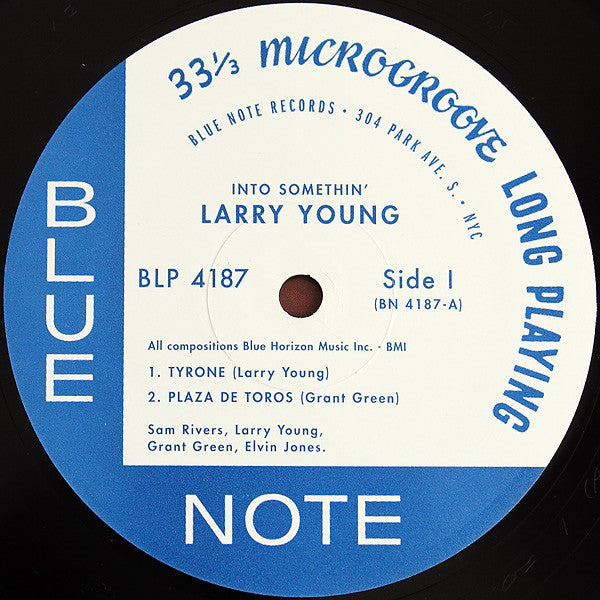 33⅓ MICROGROOVE LONG PLAYING
BLUE NOTE RECORDS • 304 PARK AVE. S. • NYC
INTO SOMETHIN'
LARRY YOUNG
BLP 4187
Side I
(BN 4187-A)
All compositions Blue Horizon Music Inc. - BMI
1. TYRONE (Larry Young)
2. PLAZA DE TOROS (Grant Green)
Sam Rivers, Larry Young,
Grant Green, Elvin Jones.
BLUE
NOTE